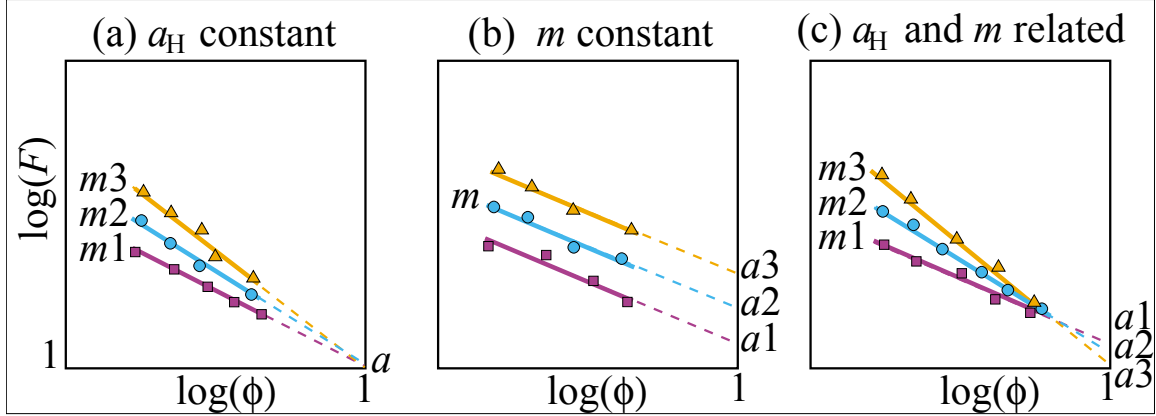 (a) aH constant
(b) m constant
(c) aH and m related
log(F)
m3
m2
m1
1
a
log(ϕ)
1
m
a3
a2
a1
log(ϕ)
1
m3
m2
m1
a1
a2
a3
log(ϕ)
1